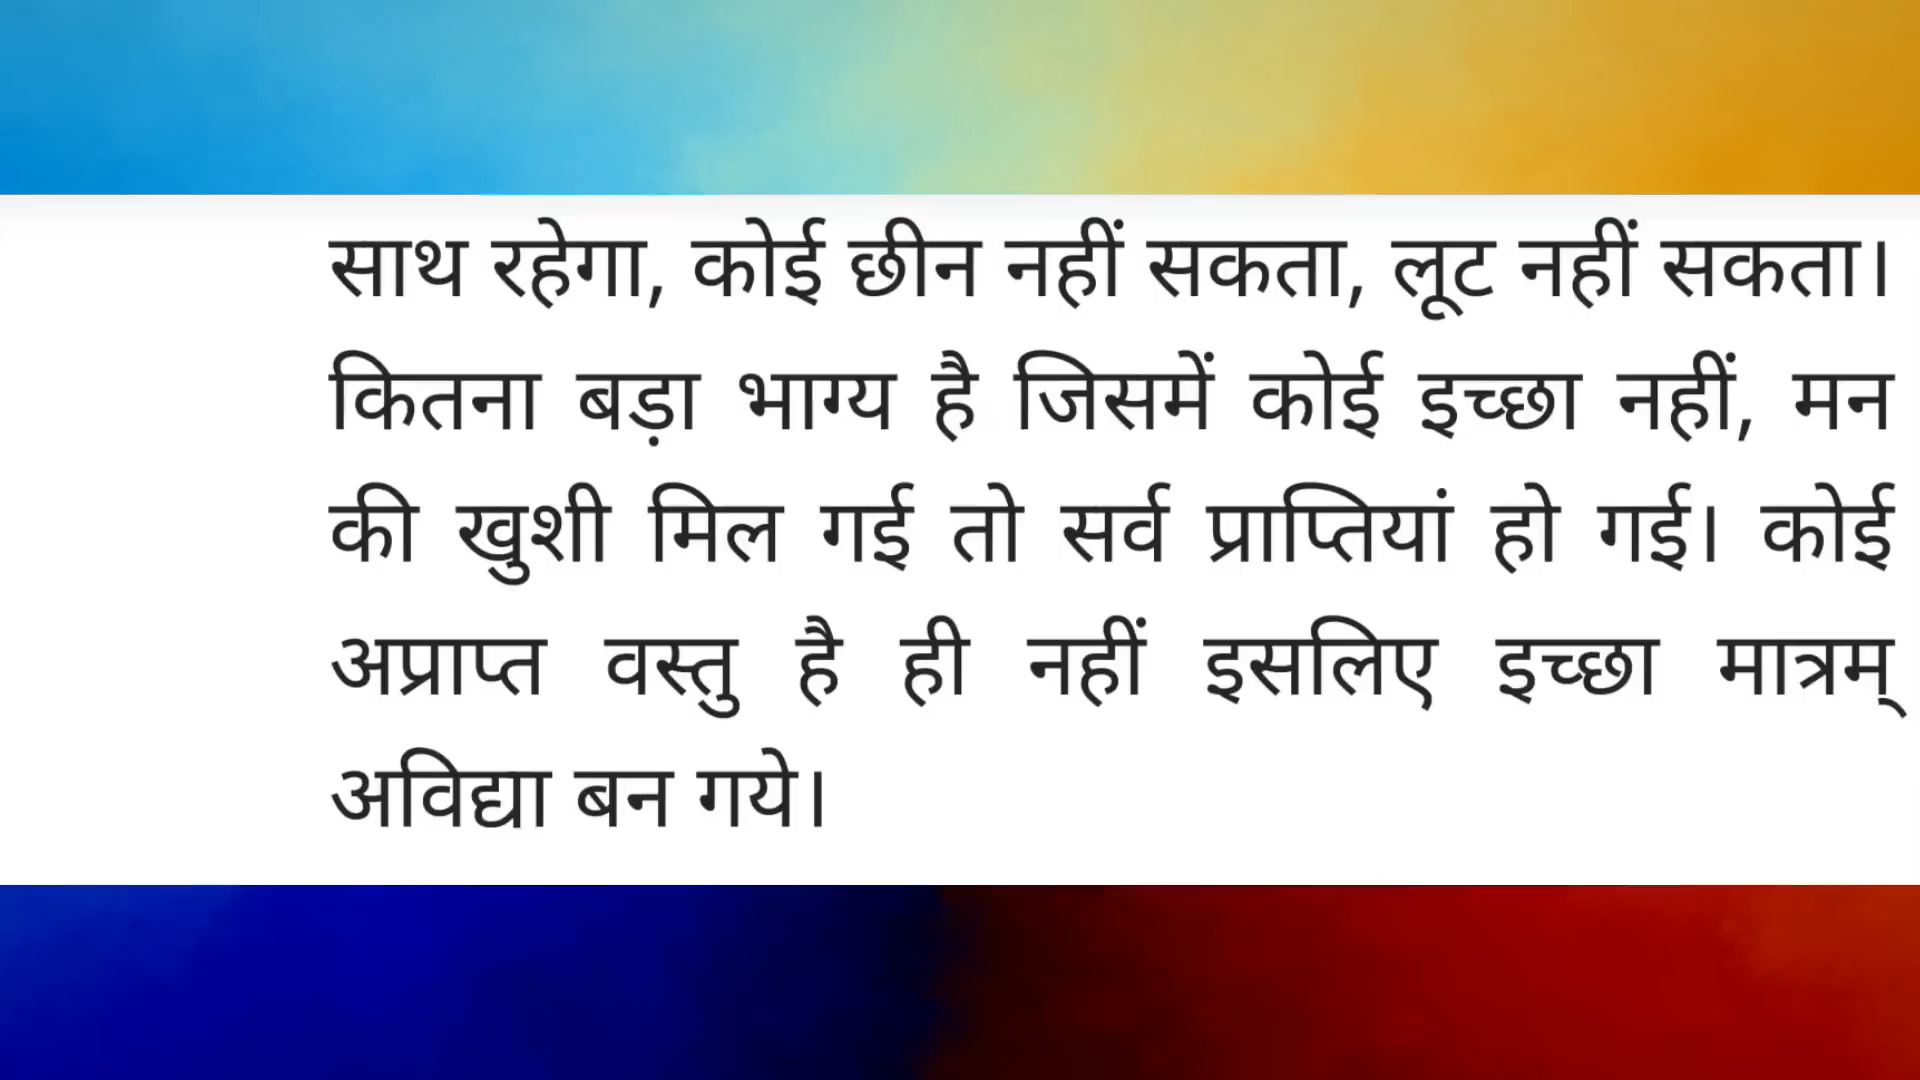 साथ रहेगा, कोई छीन नहीं सकता, लूट नहीं सकता।
कितना बड़ा भाग्य है जिसमें कोई इच्छा नहीं, मन
की खुशी मिल गई तो सर्व प्राप्तियां हो गई। कोई
अप्राप्त वस्तु है ही नहीं इसलिए इच्छा मात्रम्
अविद्या बन गये।